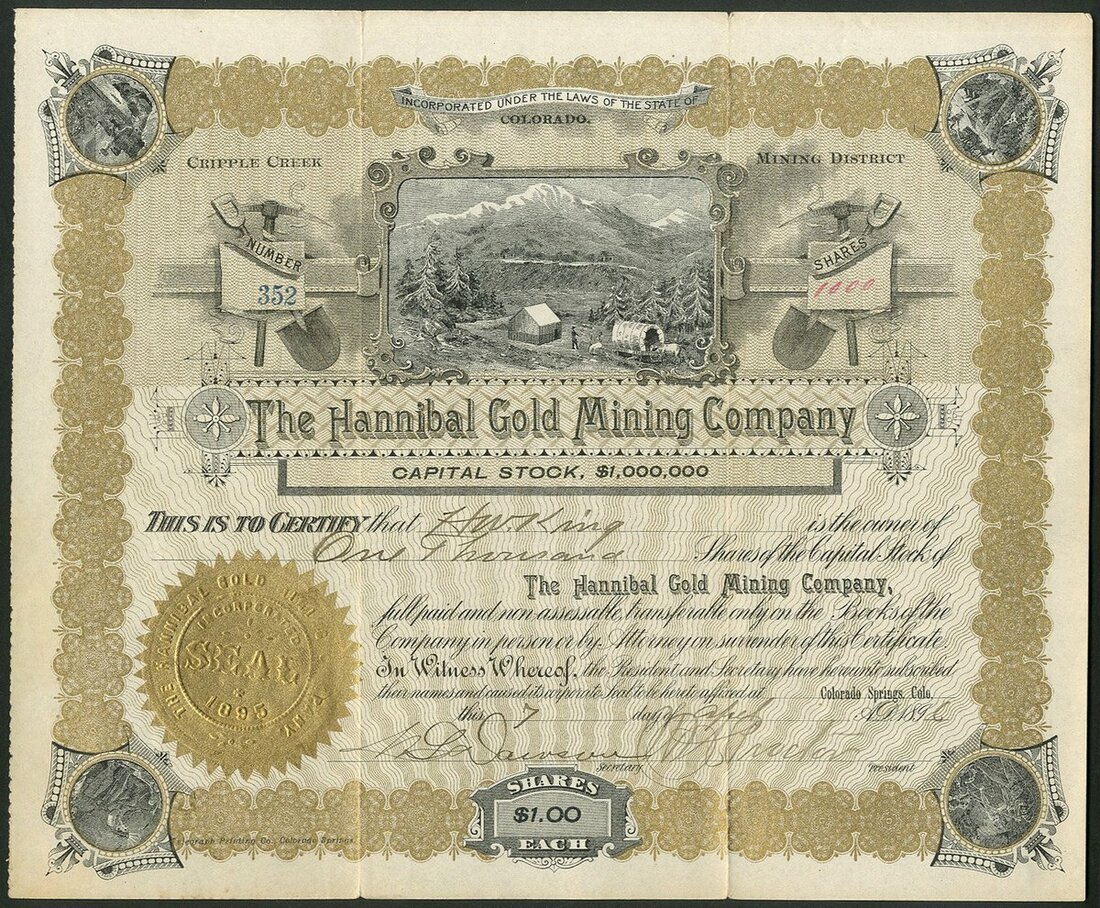 INCORPORATED UNDER THE LAWS OF THE STATE OF
COLORADO.
CRIPPLE CREEK
MINING DISTRICT
NUMBER
352
SHARES
1000
The Hannibal Gold Mining Company
CAPITAL STOCK, $1,000,000
THIS IS TO CERTIFY that H.W. King is the owner of
One Thousand Shares of the Capital Stock of
The Hannibal Gold Mining Company,
full paid and non-assessable, transferable only on the Books of the
Company in person or by Attorney on surrender of this Certificate.
In Witness Whereof, the President and Secretary have hereunto subscribed
their names and caused its corporate Seal to be hereto affixed at Colorado Springs, Colo.
this 7 day of April A.D. 189
Secretary
President
THE HANNIBAL GOLD
INCORPORATED
SEAL
1895
SHARES
$1.00
EACH
Telegraph Printing Co., Colorado Springs.